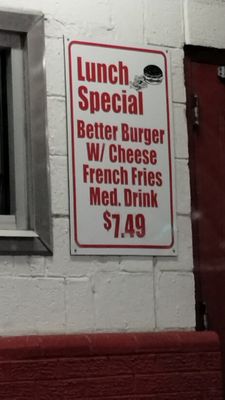 Lunch
Special
Better Burger
W/ Cheese
French Fries
Med. Drink
$7.49